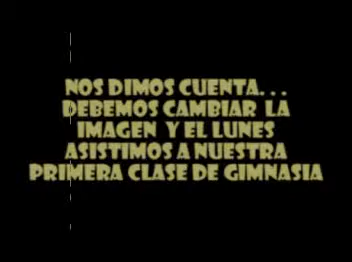 NOS DIMOS CUENTA...
DEBEMOS CAMBIAR LA
IMAGEN Y EL LUNES
ASISTIMOS A NUESTRA
PRIMERA CLASE DE GIMNASIA